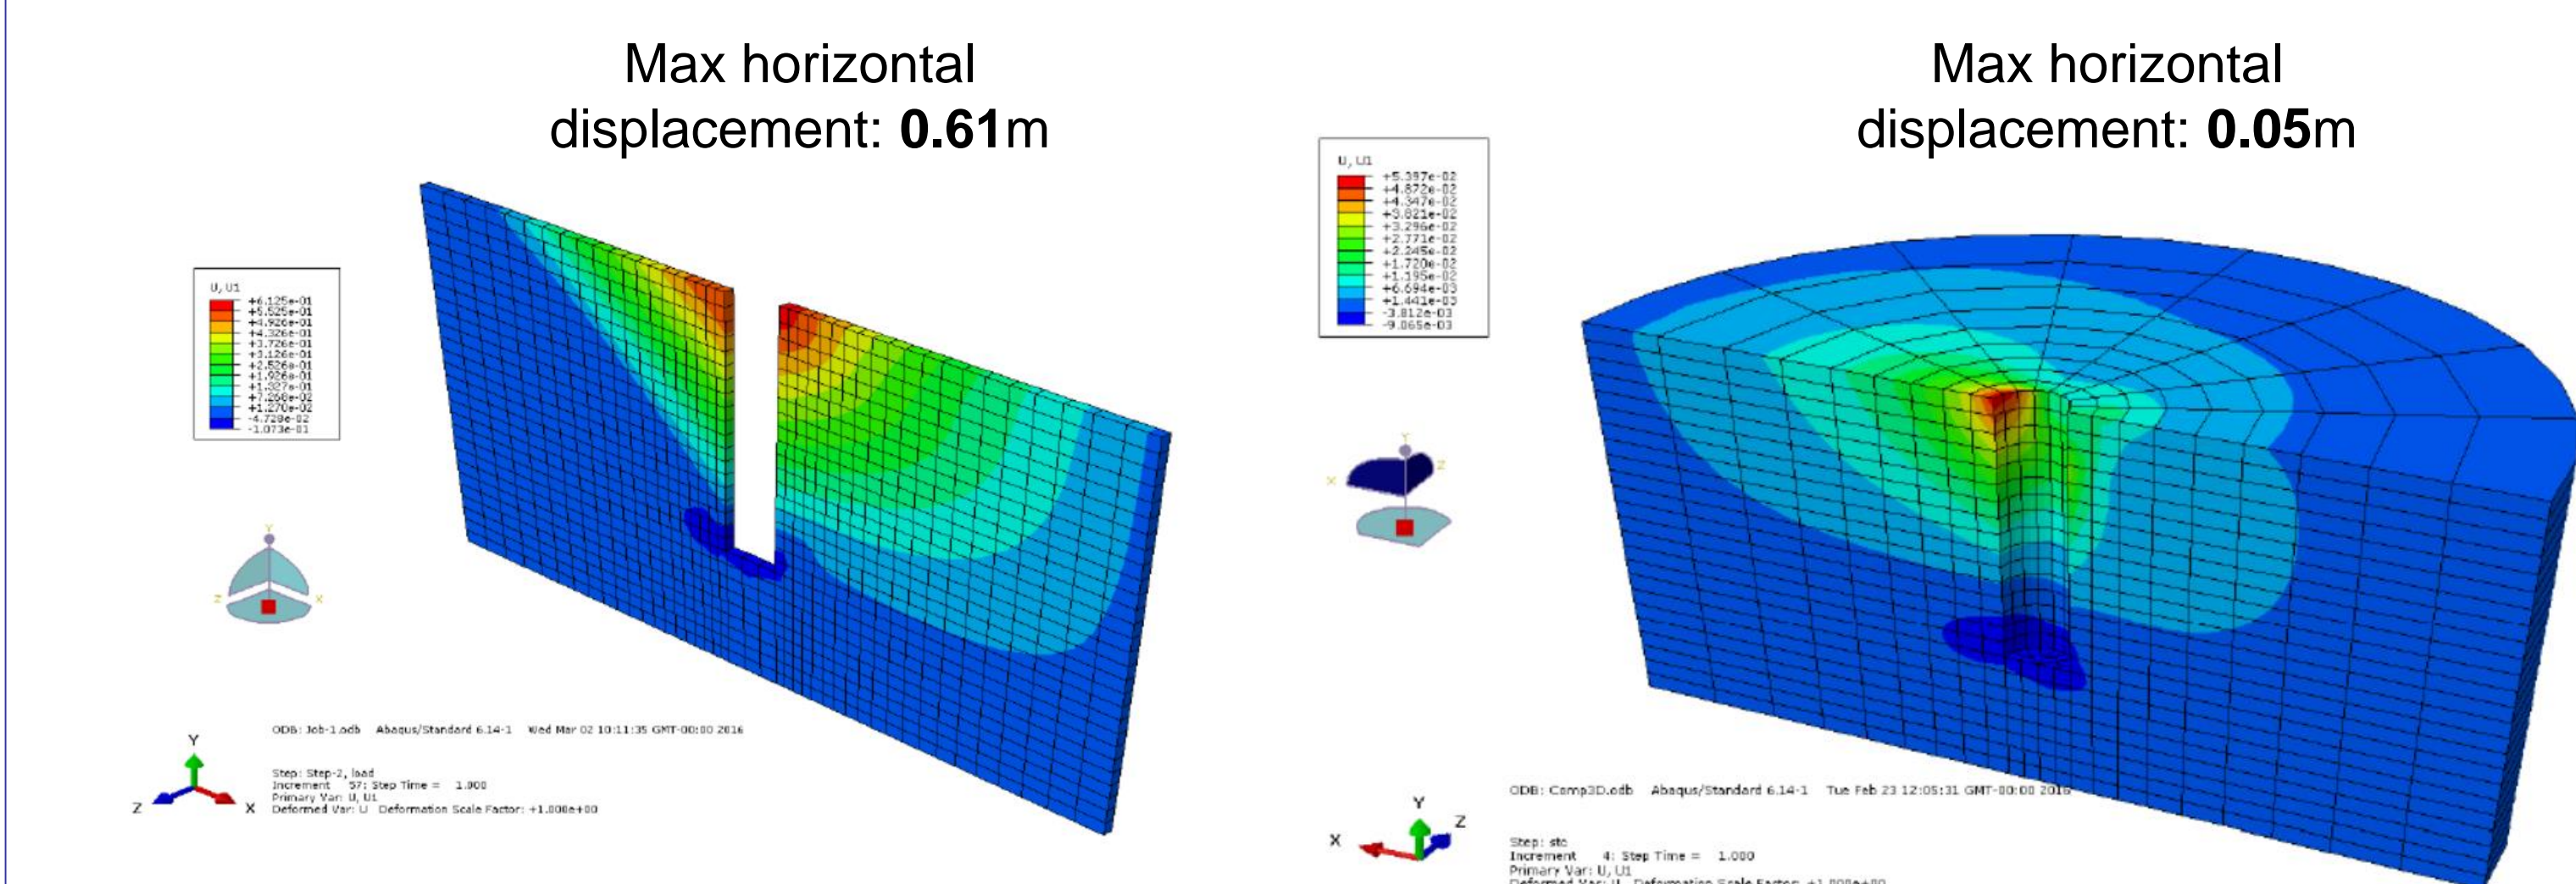 Max horizontal
displacement: 0.61m
U, U1
+6.125e-01
+5.525e-01
+4.926e-01
+4.326e-01
+3.726e-01
+3.126e-01
+2.526e-01
+1.926e-01
+1.327e-01
+7.268e-02
+1.270e-02
-4.728e-02
-1.073e-01
Y
Z
X
ODB: Job-1.odb Abaqus/Standard 6.14-1 Wed Mar 02 10:11:35 GMT-00:00 2016
Step: Step-2, load
Increment 57: Step Time = 1.000
Primary Var: U, U1
Deformed Var: U Deformation Scale Factor: +1.000e+00
Y
Z
X
Max horizontal
displacement: 0.05m
U, U1
+5.397e-02
+4.872e-02
+4.347e-02
+3.821e-02
+3.296e-02
+2.771e-02
+2.245e-02
+1.720e-02
+1.195e-02
+6.694e-03
+1.441e-03
-3.812e-03
-9.065e-03
Y
X
Z
ODB: Comp3D.odb Abaqus/Standard 6.14-1 Tue Feb 23 12:05:31 GMT-00:00 2016
Y
Z
X
Step: stc
Increment 4: Step Time = 1.000
Primary Var: U, U1
Deformed Var: U Deformation Scale Factor: +1.000e+00